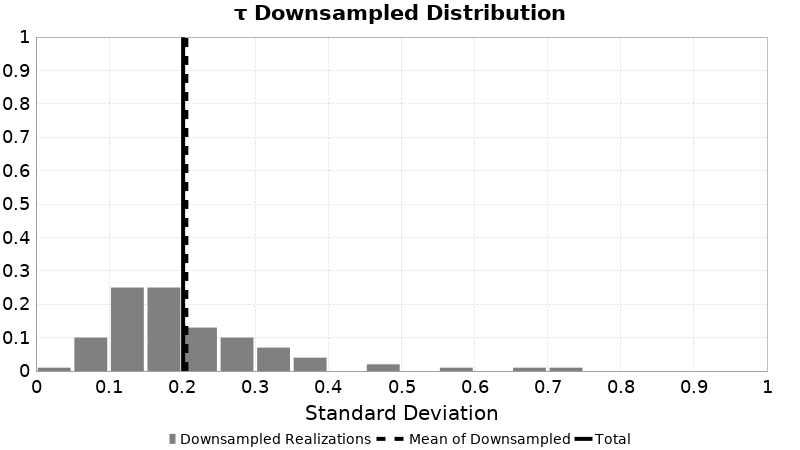 τ Downsampled Distribution
1
0.9
0.8
0.7
0.6
0.5
0.4
0.3
0.2
0.1
0
0 0.1 0.2 0.3 0.4 0.5 0.6 0.7 0.8 0.9 1
Standard Deviation
Downsampled Realizations Mean of Downsampled Total